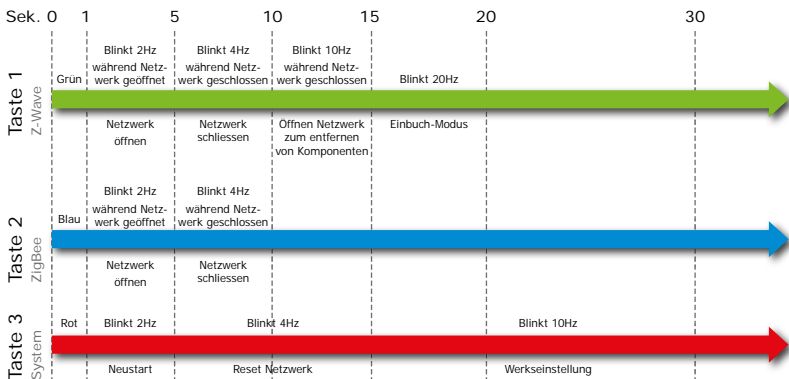 Sek. 0 1 5 10 15 20 30
Taste 1
Z-Wave
Grün
Blinkt 2Hz
während Netz-
werk geöffnet
Blinkt 4Hz
während Netz-
werk geschlossen
Blinkt 10Hz
während Netz-
werk geschlossen
Blinkt 20Hz
Netzwerk
öffnen
Netzwerk
schliessen
Öffnen Netzwerk
zum entfernen
von Komponenten
Einbuch-Modus
Taste 2
ZigBee
Blau
Blinkt 2Hz
während Netz-
werk geöffnet
Blinkt 4Hz
während Netz-
werk geschlossen
Netzwerk
öffnen
Netzwerk
schliessen
Taste 3
System
Rot
Blinkt 2Hz
Blinkt 4Hz
Blinkt 10Hz
Neustart
Reset Netzwerk
Werkseinstellung